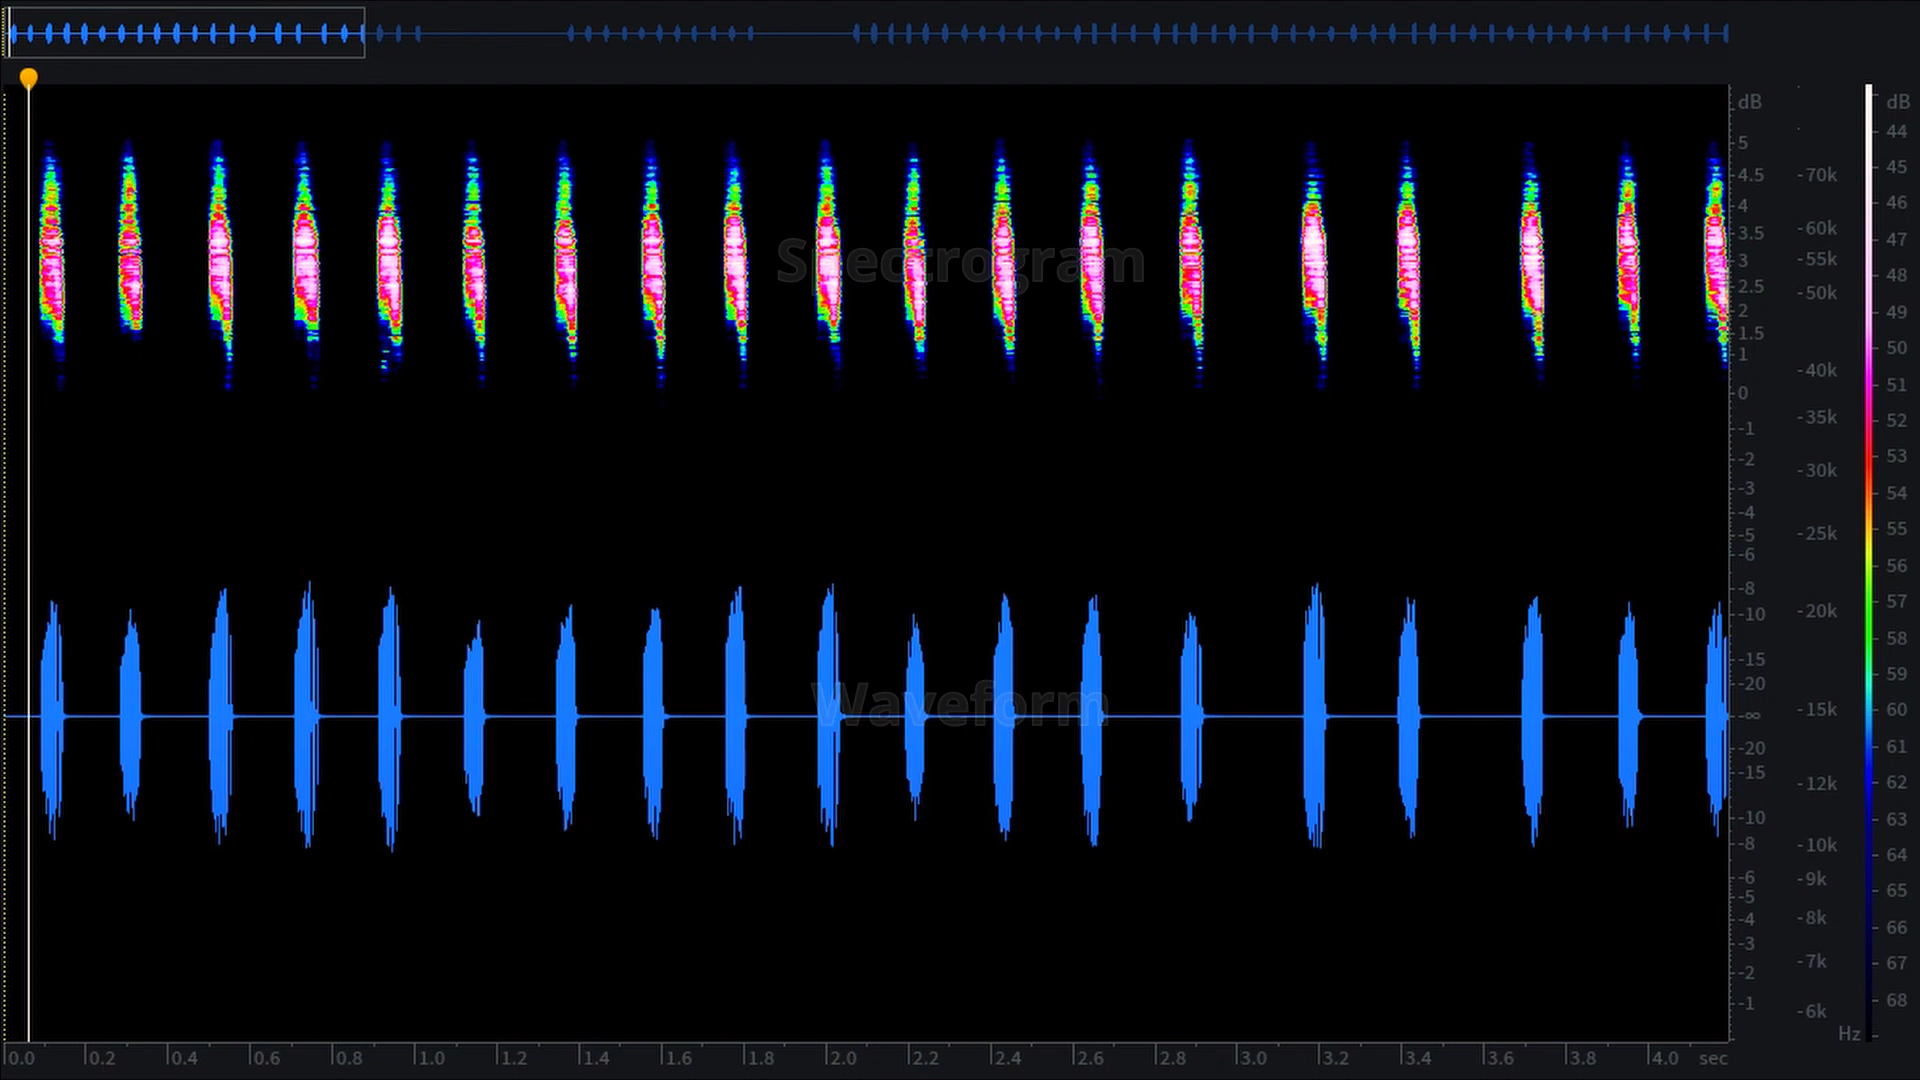 dB
5
4.5
4
3.5
3
2.5
2
1.5
1
0
-1
-2
-3
-4
-5
-6
-8
-10
-15
-20
-∞
-20
-15
-10
-8
-6
-5
-4
-3
-2
-1
-70k
-60k
-55k
-50k
-40k
-35k
-30k
-25k
-20k
-15k
-12k
-10k
-9k
-8k
-7k
-6k
Hz
dB
44
45
46
47
48
49
50
51
52
53
54
55
56
57
58
59
60
61
62
63
64
65
66
67
68
Spectrogram
Waveform
0.0 0.2 0.4 0.6 0.8 1.0 1.2 1.4 1.6 1.8 2.0 2.2 2.4 2.6 2.8 3.0 3.2 3.4 3.6 3.8 4.0 sec